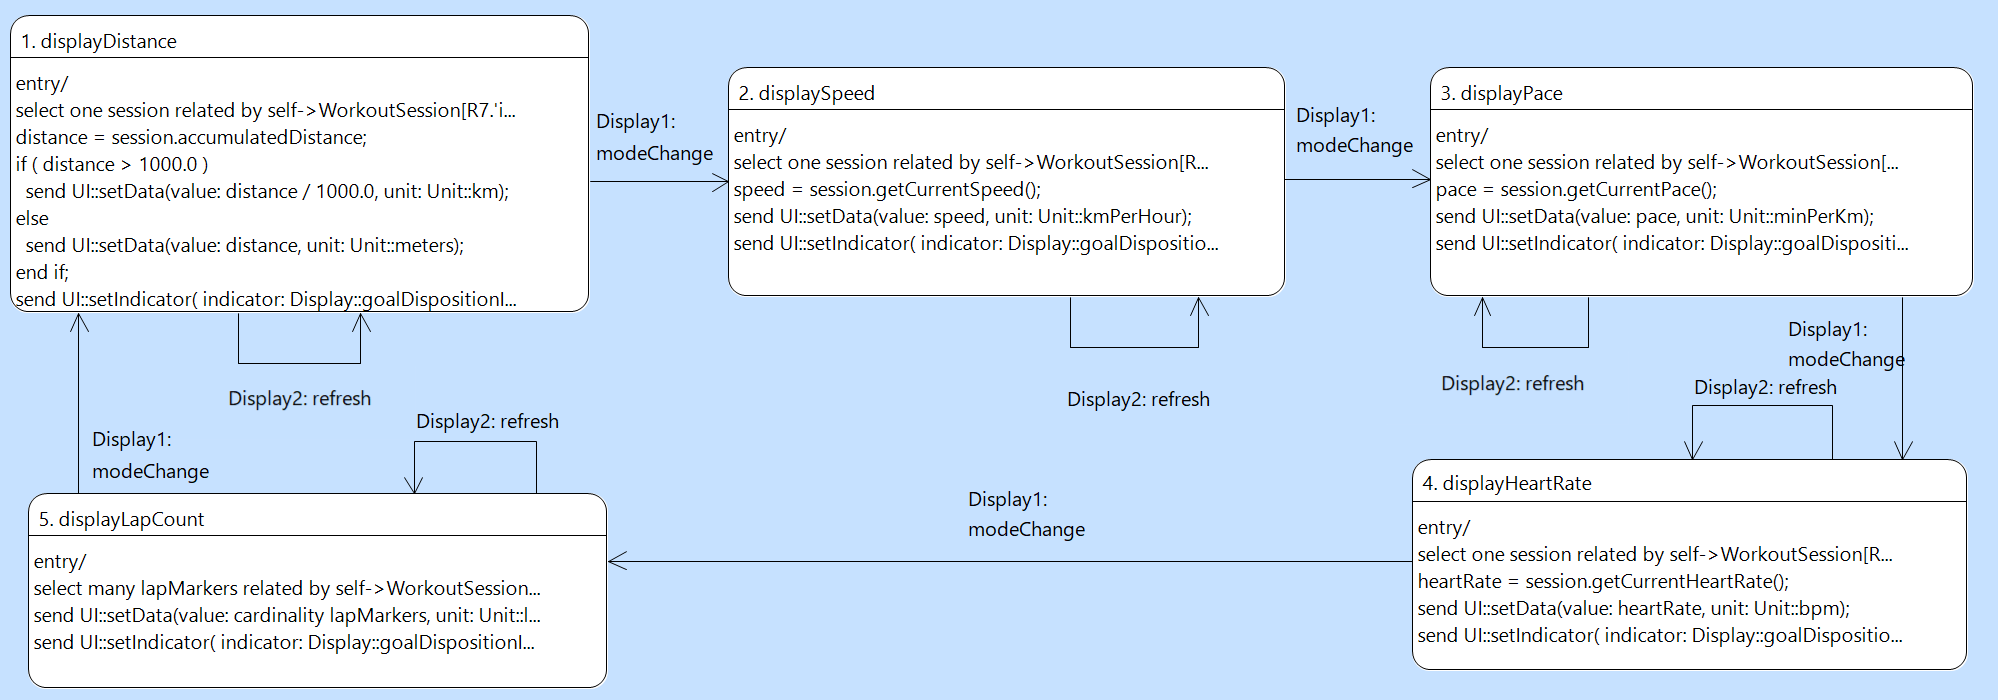 1. displayDistance
entry/
select one session related by self->WorkoutSession[R7.'i...
distance = session.accumulatedDistance;
if ( distance > 1000.0 )
send UI::setData(value: distance / 1000.0, unit: Unit::km);
else
send UI::setData(value: distance, unit: Unit::meters);
end if;
send UI::setIndicator( indicator: Display::goalDispositionI...
Display1:
modeChange
2. displaySpeed
entry/
select one session related by self->WorkoutSession[R...
speed = session.getCurrentSpeed();
send UI::setData(value: speed, unit: Unit::kmPerHour);
send UI::setIndicator( indicator: Display::goalDispositio...
Display1:
modeChange
3. displayPace
entry/
select one session related by self->WorkoutSession[...
pace = session.getCurrentPace();
send UI::setData(value: pace, unit: Unit::minPerKm);
send UI::setIndicator( indicator: Display::goalDispositi...
Display2: refresh
Display2: refresh
Display2: refresh
Display1:
modeChange
Display2: refresh
4. displayHeartRate
entry/
select one session related by self->WorkoutSession[R...
heartRate = session.getCurrentHeartRate();
send UI::setData(value: heartRate, unit: Unit::bpm);
send UI::setIndicator( indicator: Display::goalDispositio...
Display1:
modeChange
Display2: refresh
5. displayLapCount
entry/
select many lapMarkers related by self->WorkoutSession...
send UI::setData(value: cardinality lapMarkers, unit: Unit::l...
send UI::setIndicator( indicator: Display::goalDispositionI...
Display1:
modeChange